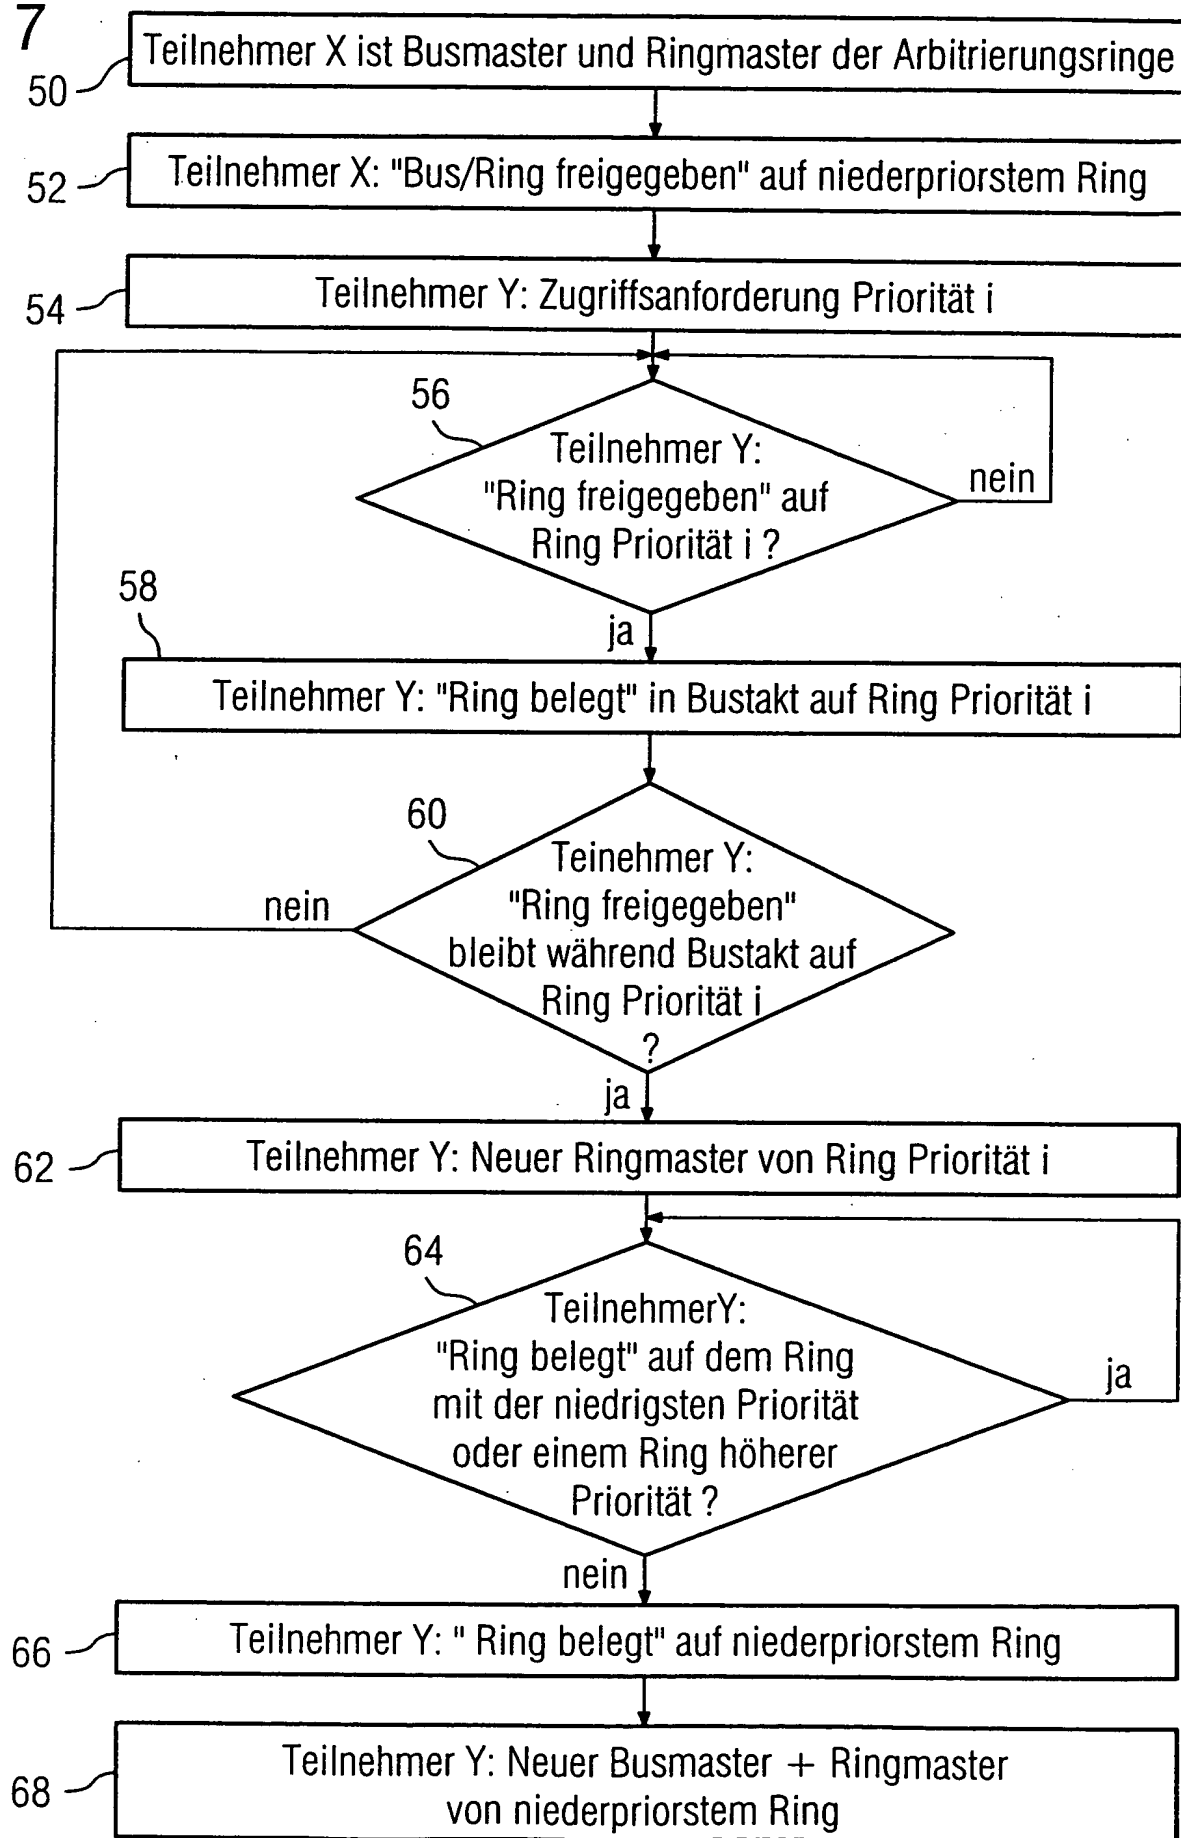 7
50
Teilnehmer X ist Busmaster und Ringmaster der Arbitrierungsringe
52
Teilnehmer X: "Bus/Ring freigegeben" auf niederpriorstem Ring
54
Teilnehmer Y: Zugriffsanforderung Priorität i
56
Teilnehmer Y:
"Ring freigegeben" auf
Ring Priorität i ?
nein
ja
58
Teilnehmer Y: "Ring belegt" in Bustakt auf Ring Priorität i
60
Teinehmer Y:
"Ring freigegeben"
bleibt während Bustakt auf
Ring Priorität i
?
nein
ja
62
Teilnehmer Y: Neuer Ringmaster von Ring Priorität i
64
TeilnehmerY:
"Ring belegt" auf dem Ring
mit der niedrigsten Priorität
oder einem Ring höherer
Priorität ?
ja
nein
66
Teilnehmer Y: " Ring belegt" auf niederpriorstem Ring
68
Teilnehmer Y: Neuer Busmaster + Ringmaster
von niederpriorstem Ring